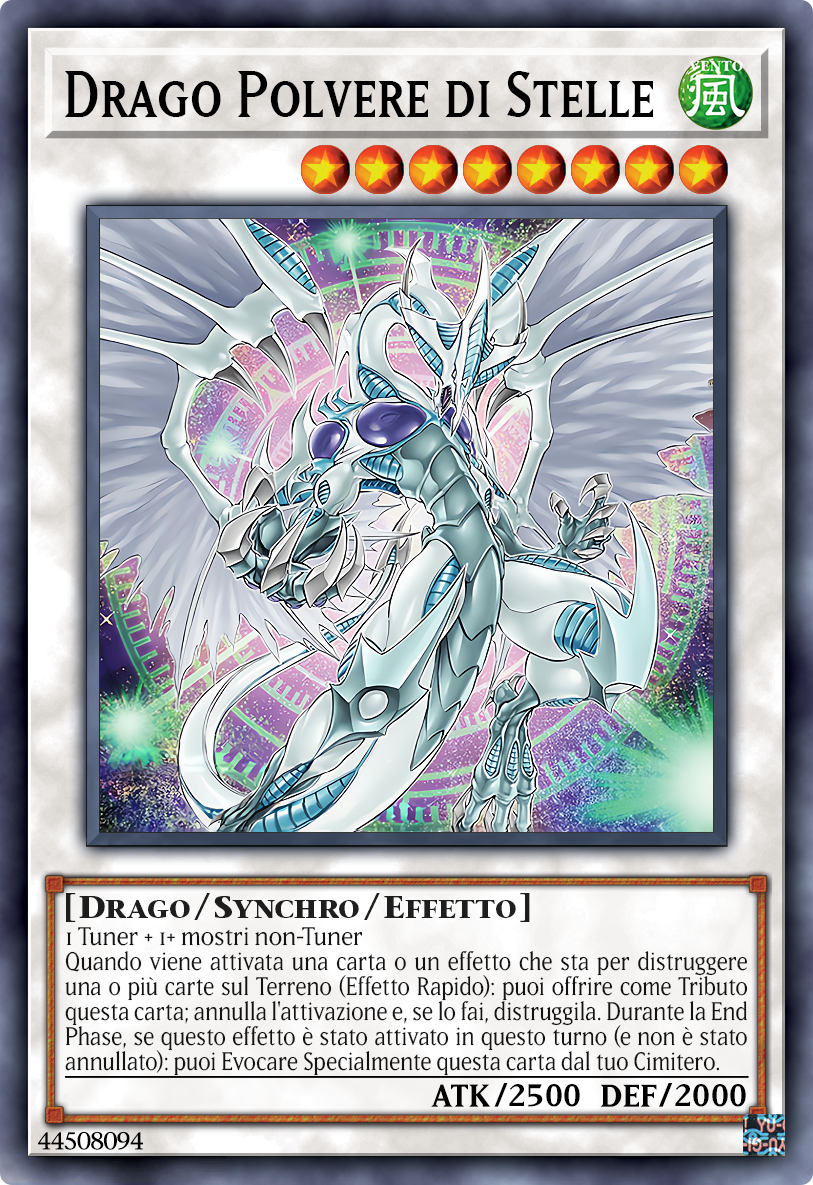 Drago Polvere di Stelle
VENTO
風
[Drago/Synchro/Effetto]
1 Tuner + 1+ mostri non-Tuner
Quando viene attivata una carta o un effetto che sta per distruggere
una o più carte sul Terreno (Effetto Rapido): puoi offrire come Tributo
questa carta; annulla l'attivazione e, se lo fai, distruggila. Durante la End
Phase, se questo effetto è stato attivato in questo turno (e non è stato
annullato): puoi Evocare Specialmente questa carta dal tuo Cimitero.
ATK/2500 DEF/2000
44508094